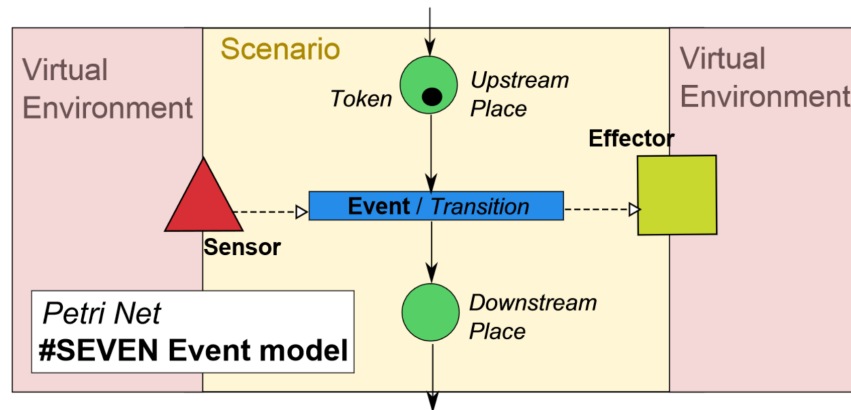 Scenario
Virtual
Environment
Token
Upstream
Place
Virtual
Environment
Effector
Event / Transition
Sensor
Downstream
Place
Petri Net
#SEVEN Event model